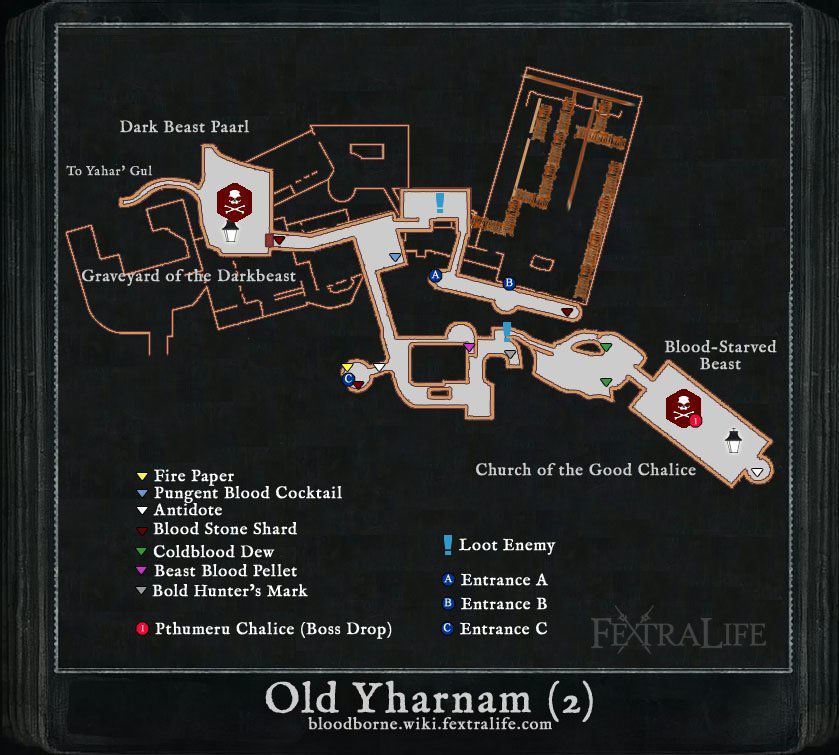 Dark Beast Paarl
To Yahar' Gul
Graveyard of the Darkbeast
A
B
C
Blood-Starved
Beast
1
Church of the Good Chalice
Fire Paper
Pungent Blood Cocktail
Antidote
Blood Stone Shard
Coldblood Dew
Beast Blood Pellet
Bold Hunter's Mark
1 Pthumeru Chalice (Boss Drop)
! Loot Enemy
A Entrance A
B Entrance B
C Entrance C
FEXTRALIFE
Old Yharnam (2)
bloodborne.wiki.fextralife.com